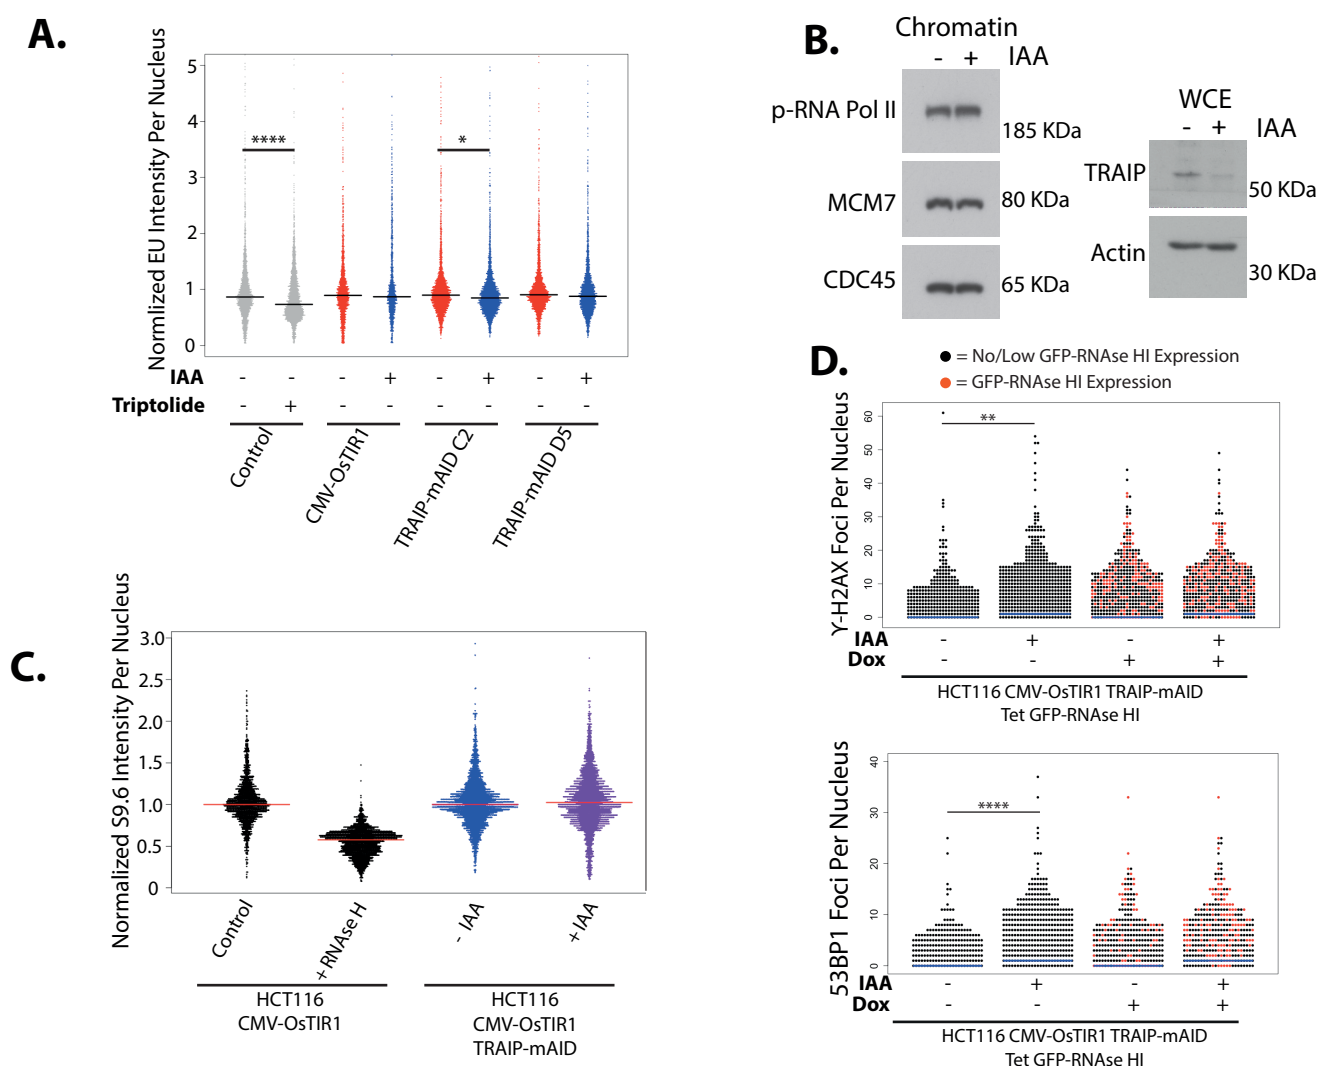 A.
Normlized EU Intensity Per Nucleus
5
4
3
2
1
0
****
*
IAA - - - + - + - +
Triptolide - + - - - - - -
Control
CMV-OsTIR1
TRAIP-mAID C2
TRAIP-mAID D5
B.
Chromatin
- + IAA
p-RNA Pol II
185 KDa
MCM7
80 KDa
CDC45
65 KDa
WCE
- + IAA
TRAIP
50 KDa
Actin
30 KDa
C.
Normalized S9.6 Intensity Per Nucleus
3.0
2.5
2.0
1.5
1.0
0.5
0
Control
+ RNAse H
- IAA
+ IAA
HCT116
CMV-OsTIR1
HCT116
CMV-OsTIR1
TRAIP-mAID
D.
= No/Low GFP-RNAse HI Expression
= GFP-RNAse HI Expression
Y-H2AX Foci Per Nucleus
60
50
40
30
20
10
0
**
IAA - + - +
Dox - - + +
HCT116 CMV-OsTIR1 TRAIP-mAID
Tet GFP-RNAse HI
53BP1 Foci Per Nucleus
40
30
20
10
0
****
IAA - + - +
Dox - - + +
HCT116 CMV-OsTIR1 TRAIP-mAID
Tet GFP-RNAse HI